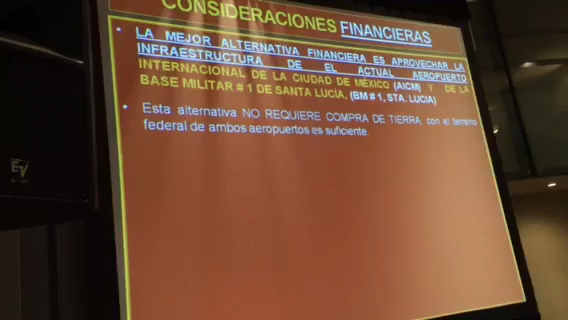 CONSIDERACIONES FINANCIERAS
• LA MEJOR ALTERNATIVA FINANCIERA ES APROVECHAR LA
INFRAESTRUCTURA DE EL ACTUAL AEROPUERTO
INTERNACIONAL DE LA CIUDAD DE MÉXICO (AICM) Y DE LA
BASE MILITAR # 1 DE SANTA LUCIA, (BM # 1, STA. LUCIA)
• Esta alternativa NO REQUIERE COMPRA DE TIERRA, con el terreno
federal de ambos aeropuertos es suficiente.
EV